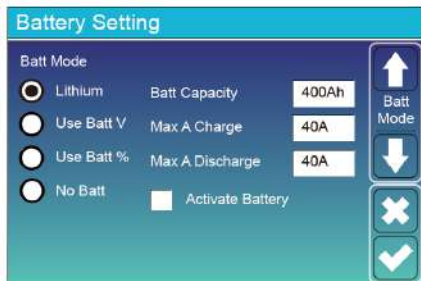 Battery Setting
Batt Mode
Lithium Batt Capacity 400Ah
Use Batt V Max A Charge 40A
Use Batt % Max A Discharge 40A
No Batt Activate Battery
Batt
Mode